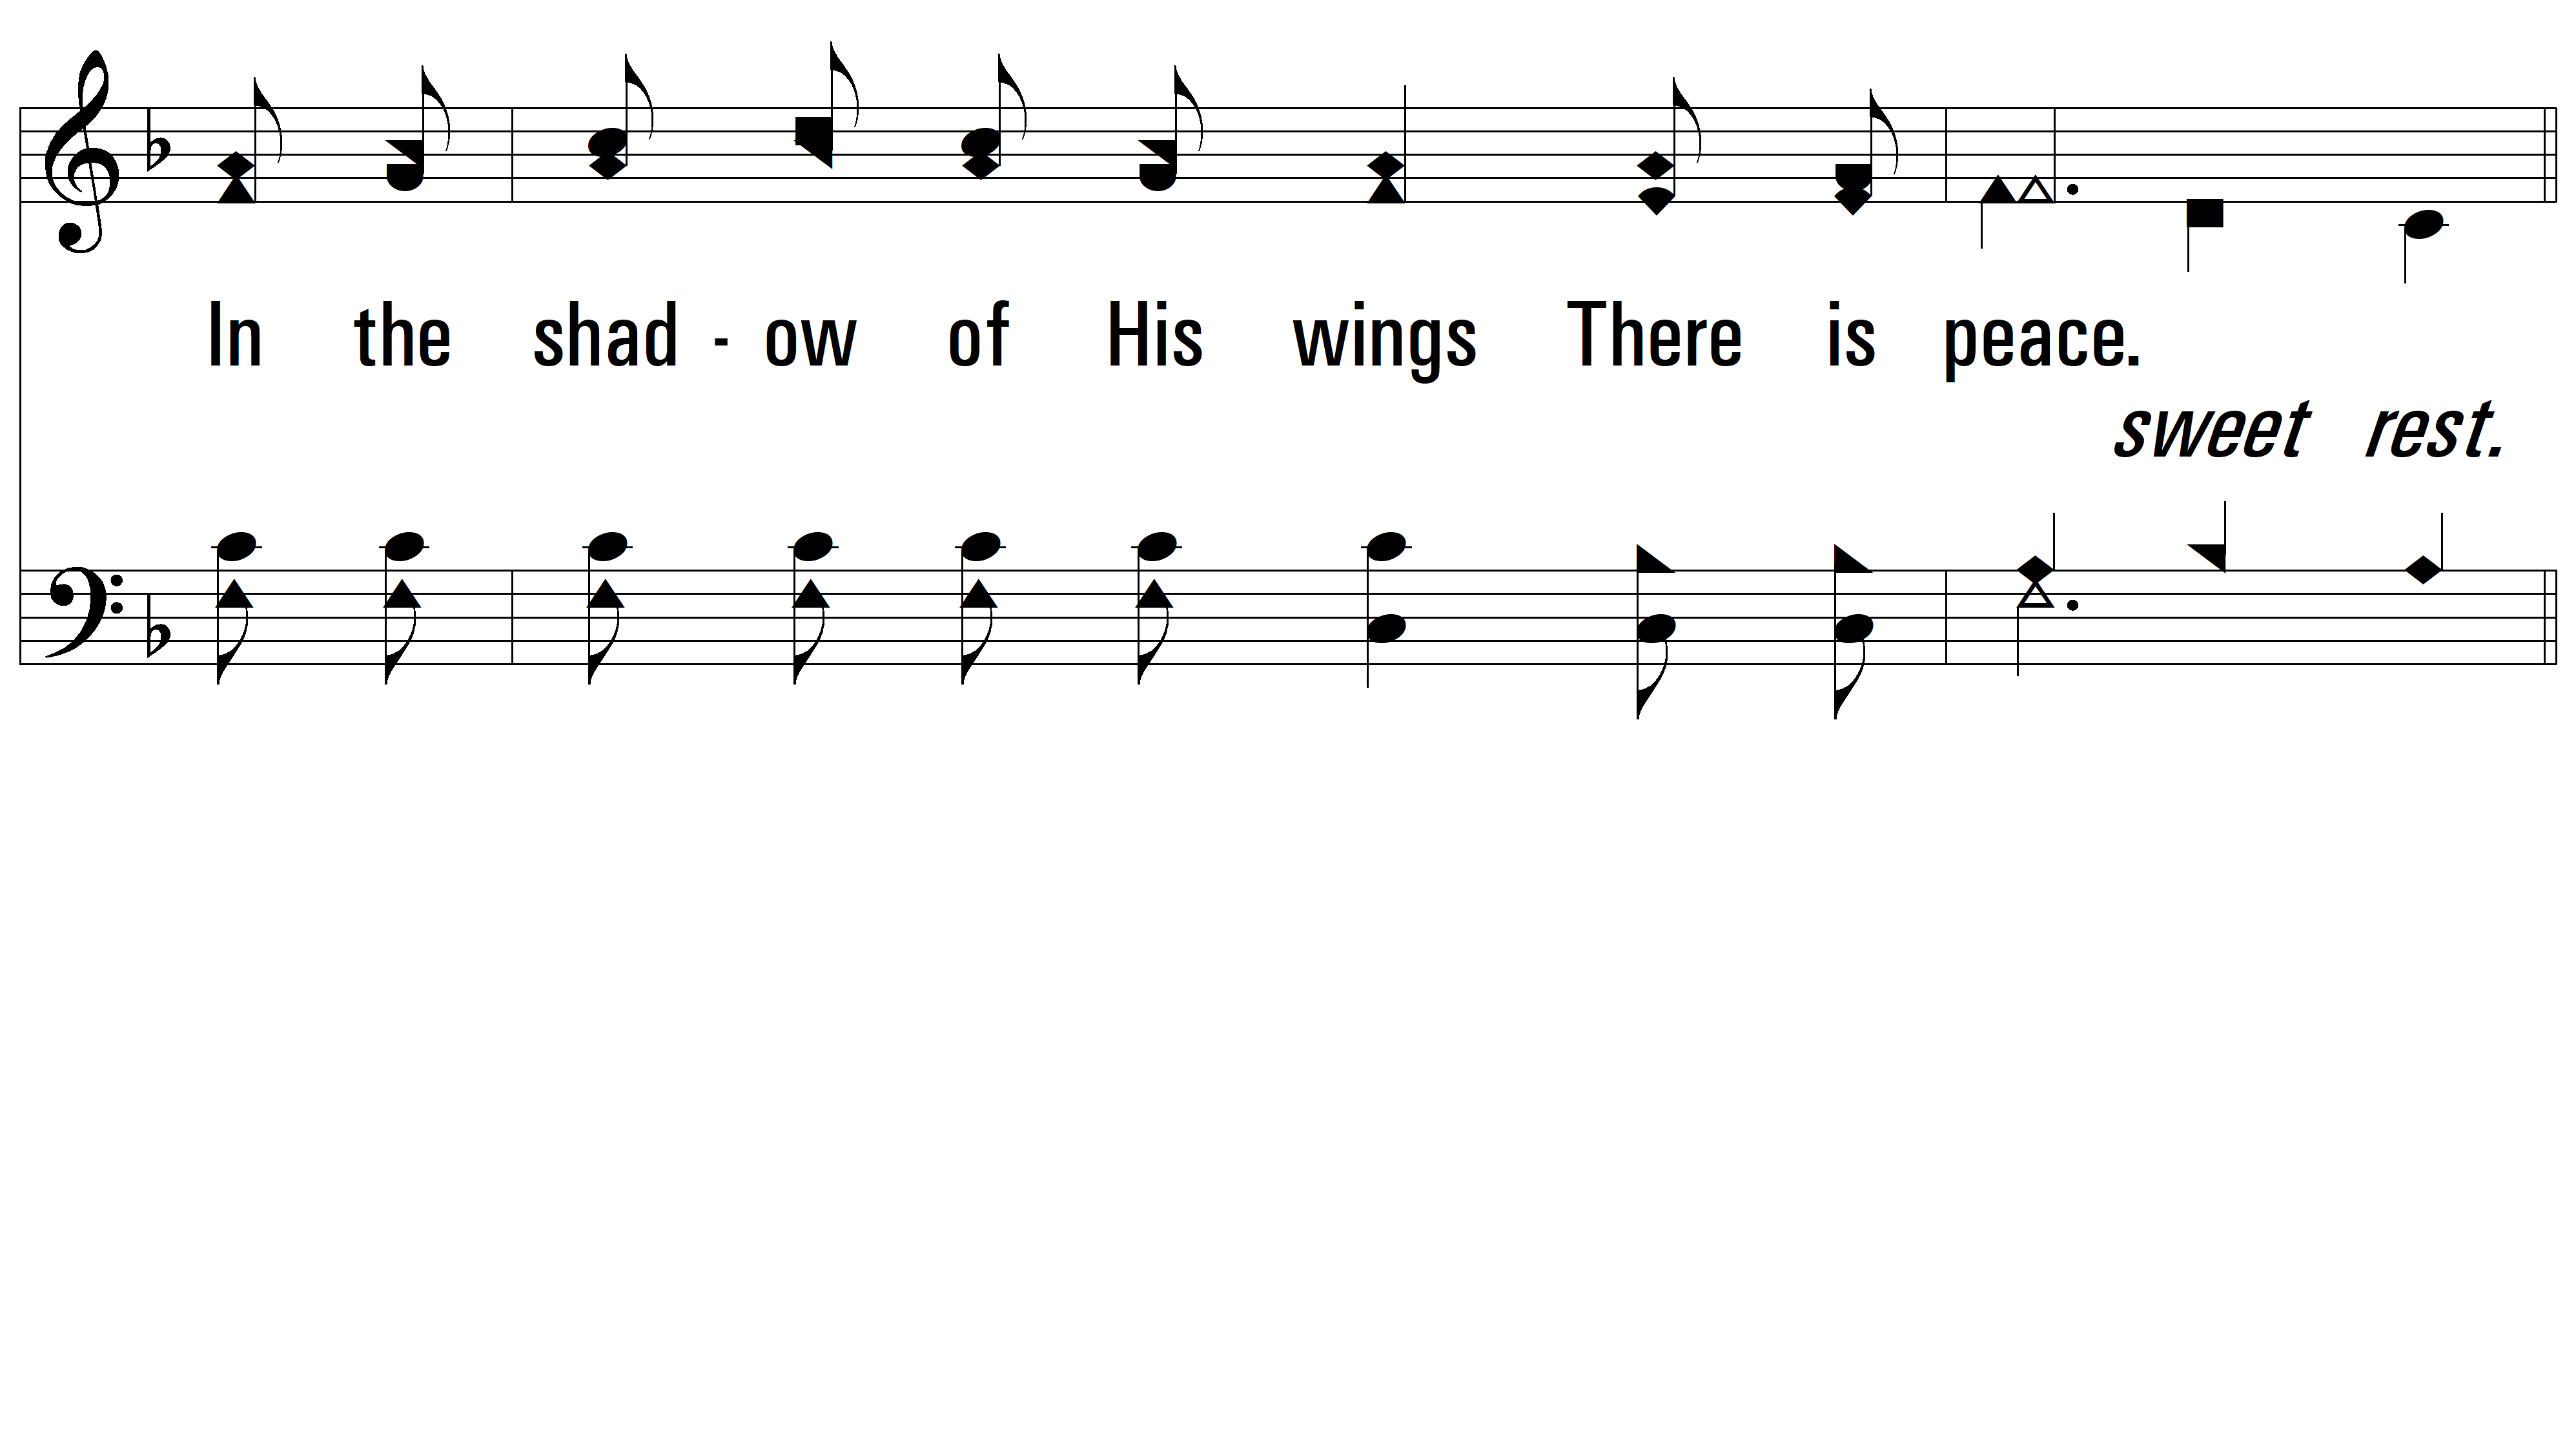 In the shad - ow of His wings There is peace.
sweet rest.